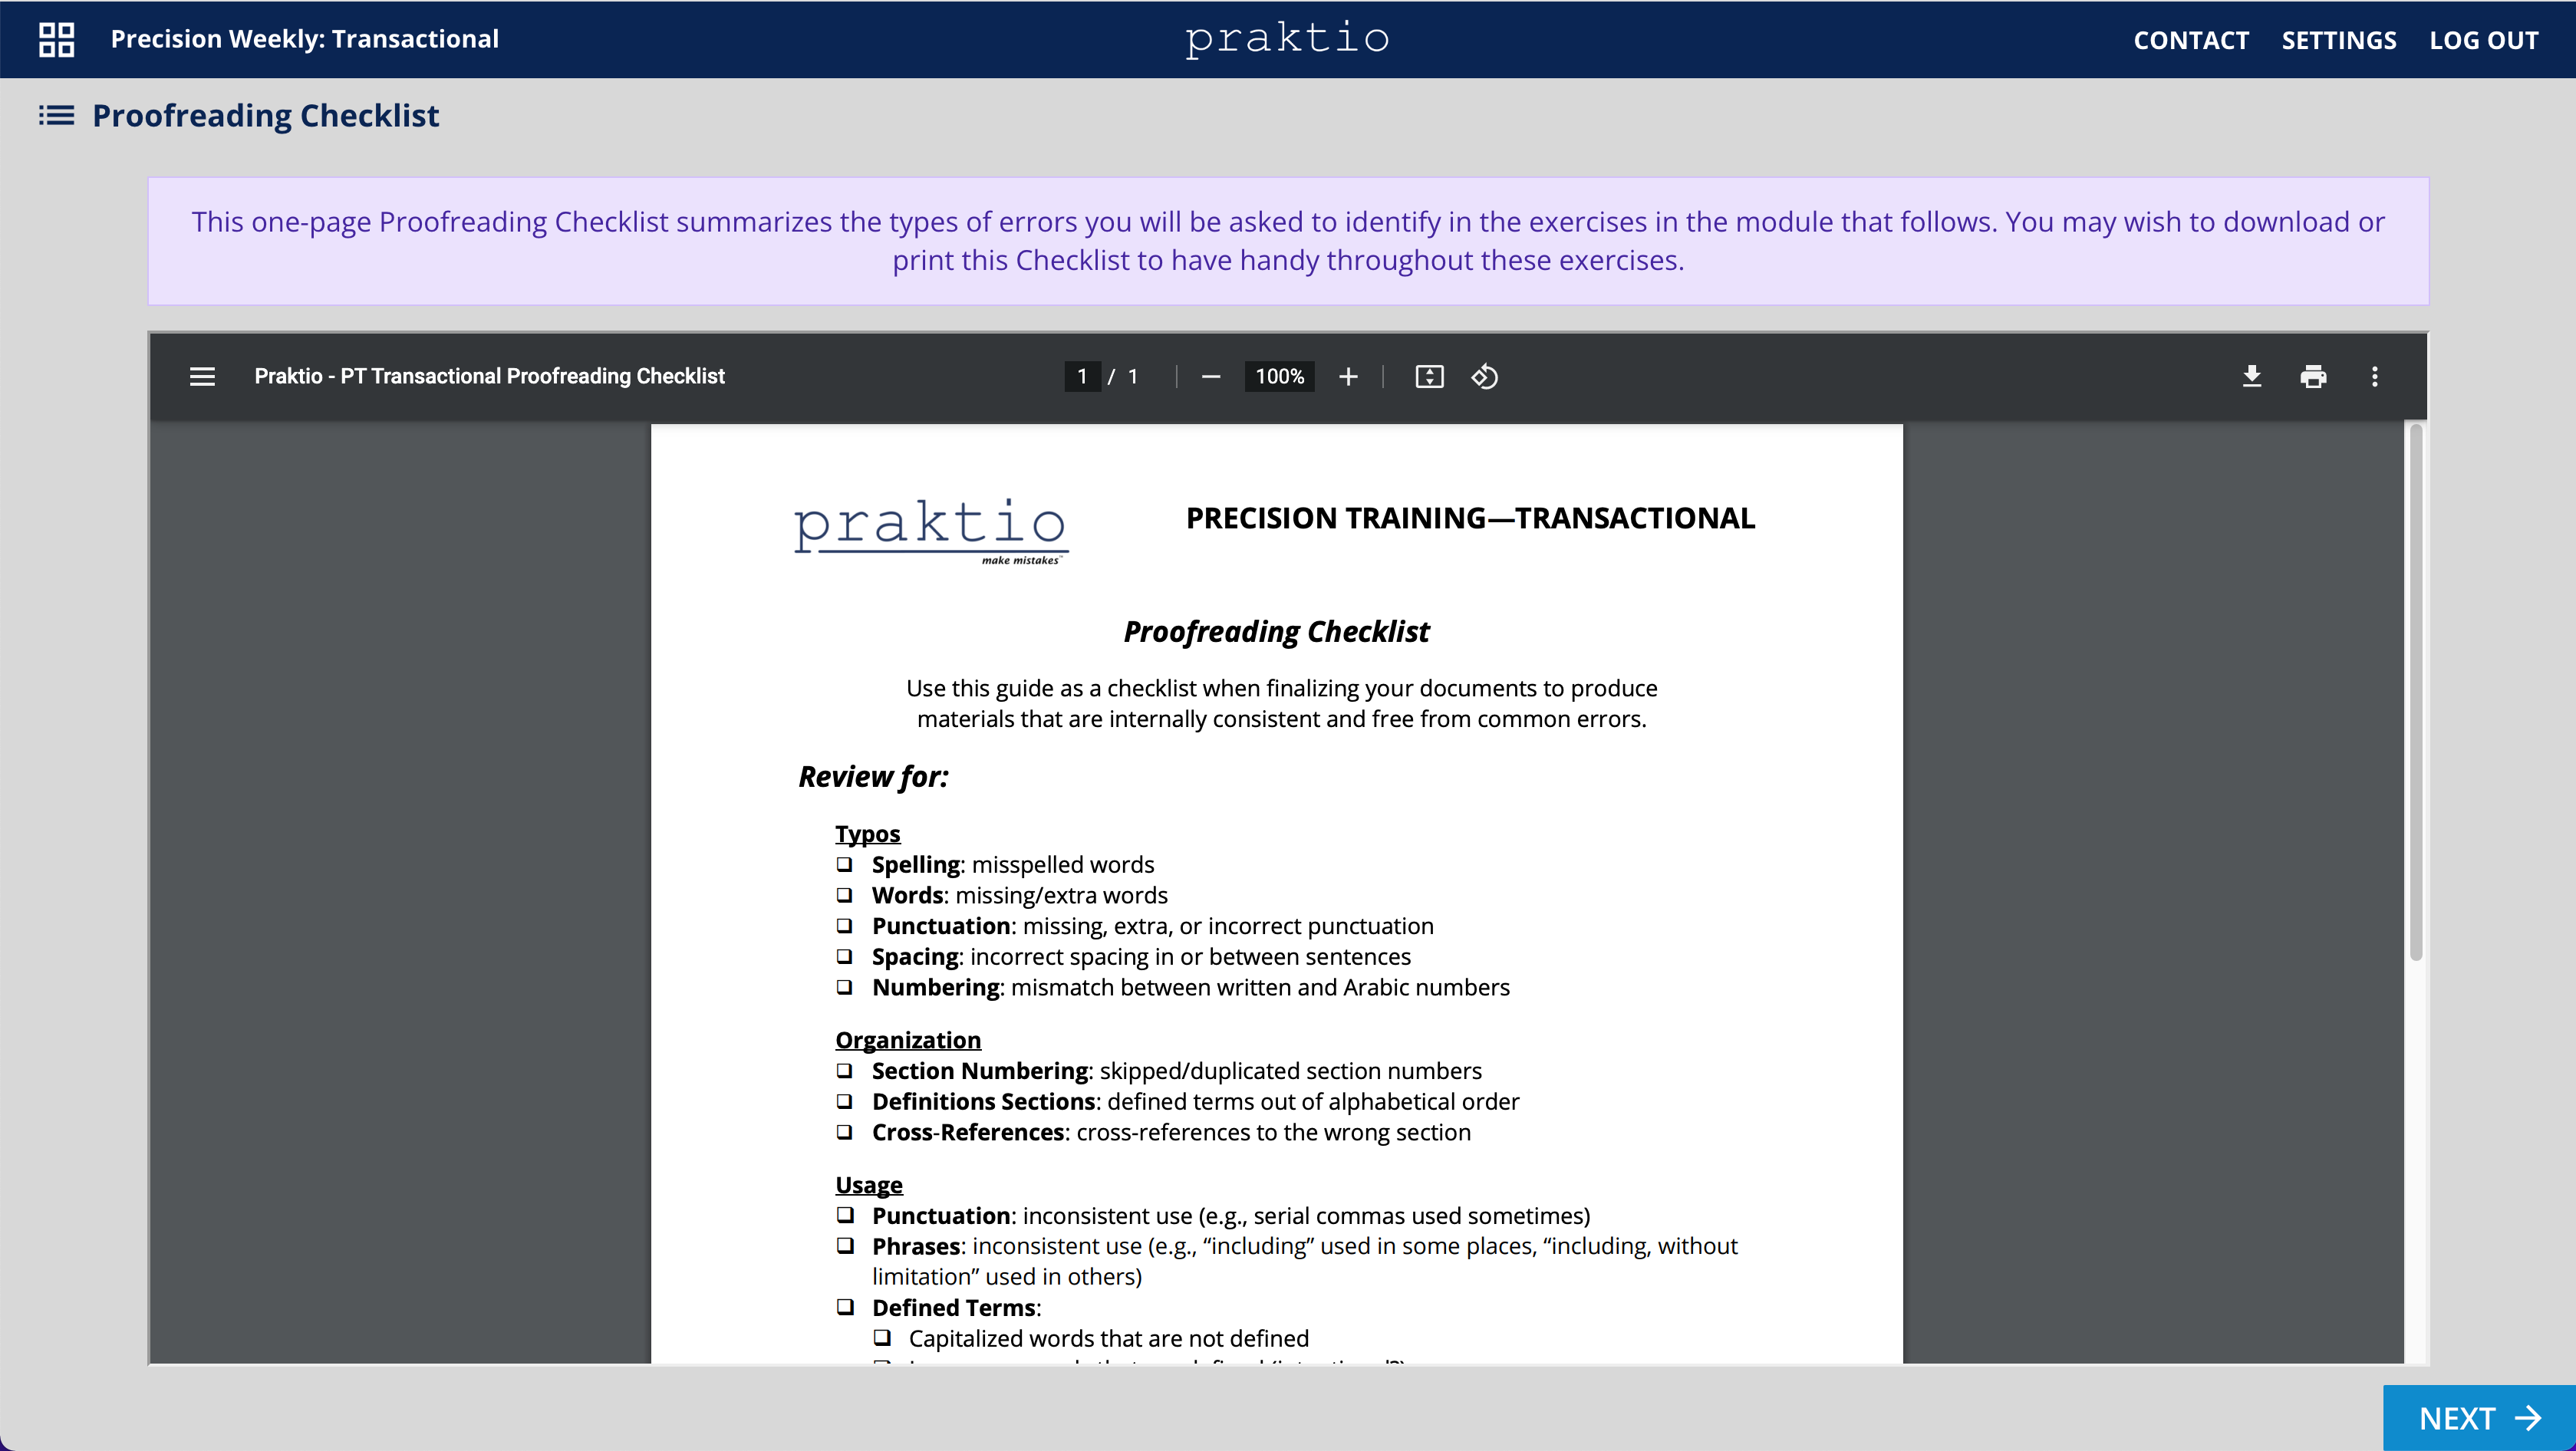 Precision Weekly: Transactional
praktio
CONTACT SETTINGS LOG OUT
Proofreading Checklist
This one-page Proofreading Checklist summarizes the types of errors you will be asked to identify in the exercises in the module that follows. You may wish to download or
print this Checklist to have handy throughout these exercises.
Praktio - PT Transactional Proofreading Checklist
1 / 1
100%
praktio
make mistakes™
PRECISION TRAINING—TRANSACTIONAL
Proofreading Checklist
Use this guide as a checklist when finalizing your documents to produce
materials that are internally consistent and free from common errors.
Review for:
Typos
❏ Spelling: misspelled words
❏ Words: missing/extra words
❏ Punctuation: missing, extra, or incorrect punctuation
❏ Spacing: incorrect spacing in or between sentences
❏ Numbering: mismatch between written and Arabic numbers
Organization
❏ Section Numbering: skipped/duplicated section numbers
❏ Definitions Sections: defined terms out of alphabetical order
❏ Cross-References: cross-references to the wrong section
Usage
❏ Punctuation: inconsistent use (e.g., serial commas used sometimes)
❏ Phrases: inconsistent use (e.g., “including” used in some places, “including, without
limitation” used in others)
❏ Defined Terms:
❏ Capitalized words that are not defined
NEXT →